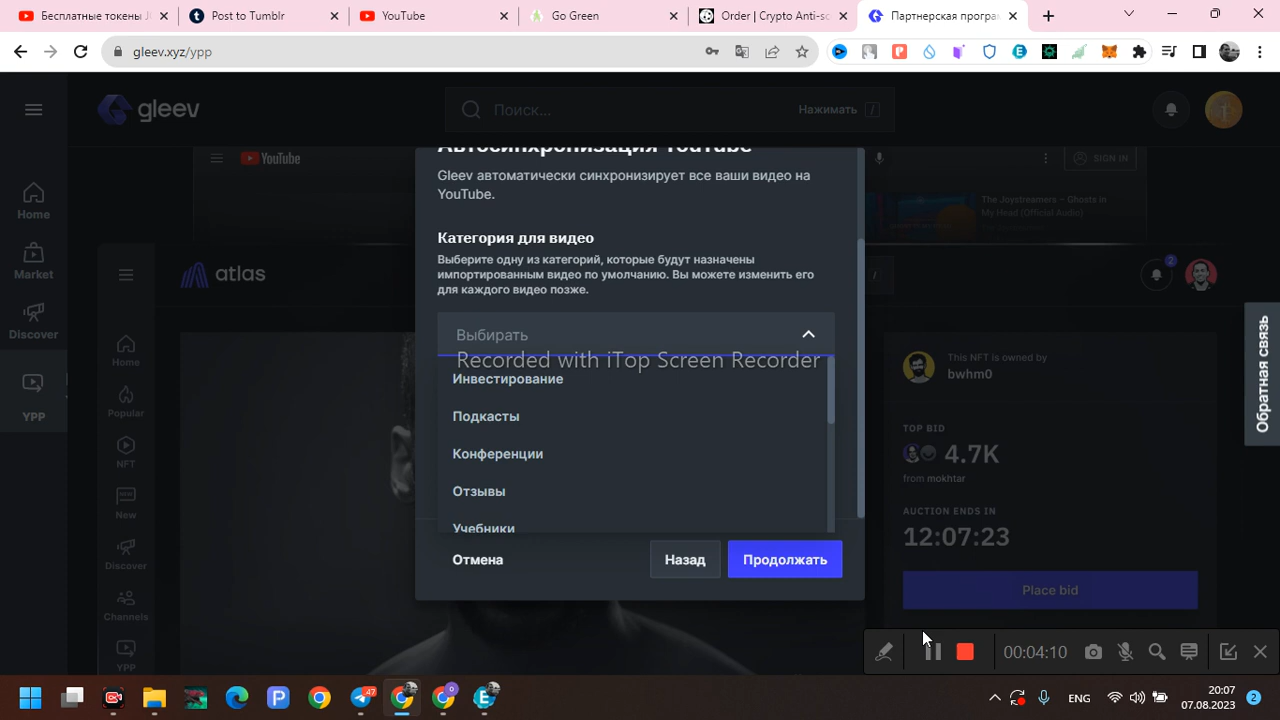 Бесплатные токены JO
Post to Tumblr
YouTube
Go Green
Order | Crypto Anti-sc
Партнерская програм
gleev.xyz/ypp
gleev
Поиск...
Нажимать /
YouTube
SIGN IN
The Joystreamers – Ghosts in
My Head (Official Audio)
Home
Market
Discover
YPP
atlas
/
2
Home
Popular
NFT
new
New
Discover
Channels
YPP
Автосинхронизация YouTube
Gleev автоматически синхронизирует все ваши видео на
YouTube.
Категория для видео
Выберите одну из категорий, которые будут назначены
импортированным видео по умолчанию. Вы можете изменить его
для каждого видео позже.
Выбирать
Recorded with iTop Screen Recorder
Инвестирование
Подкасты
Конференции
Отзывы
Учебники
Отмена
Назад
Продолжать
This NFT is owned by
bwhm0
TOP BID
4.7K
from mokhtar
AUCTION ENDS IN
12:07:23
Place bid
Обратная связь
00:04:10
47
ENG
20:07
07.08.2023
2